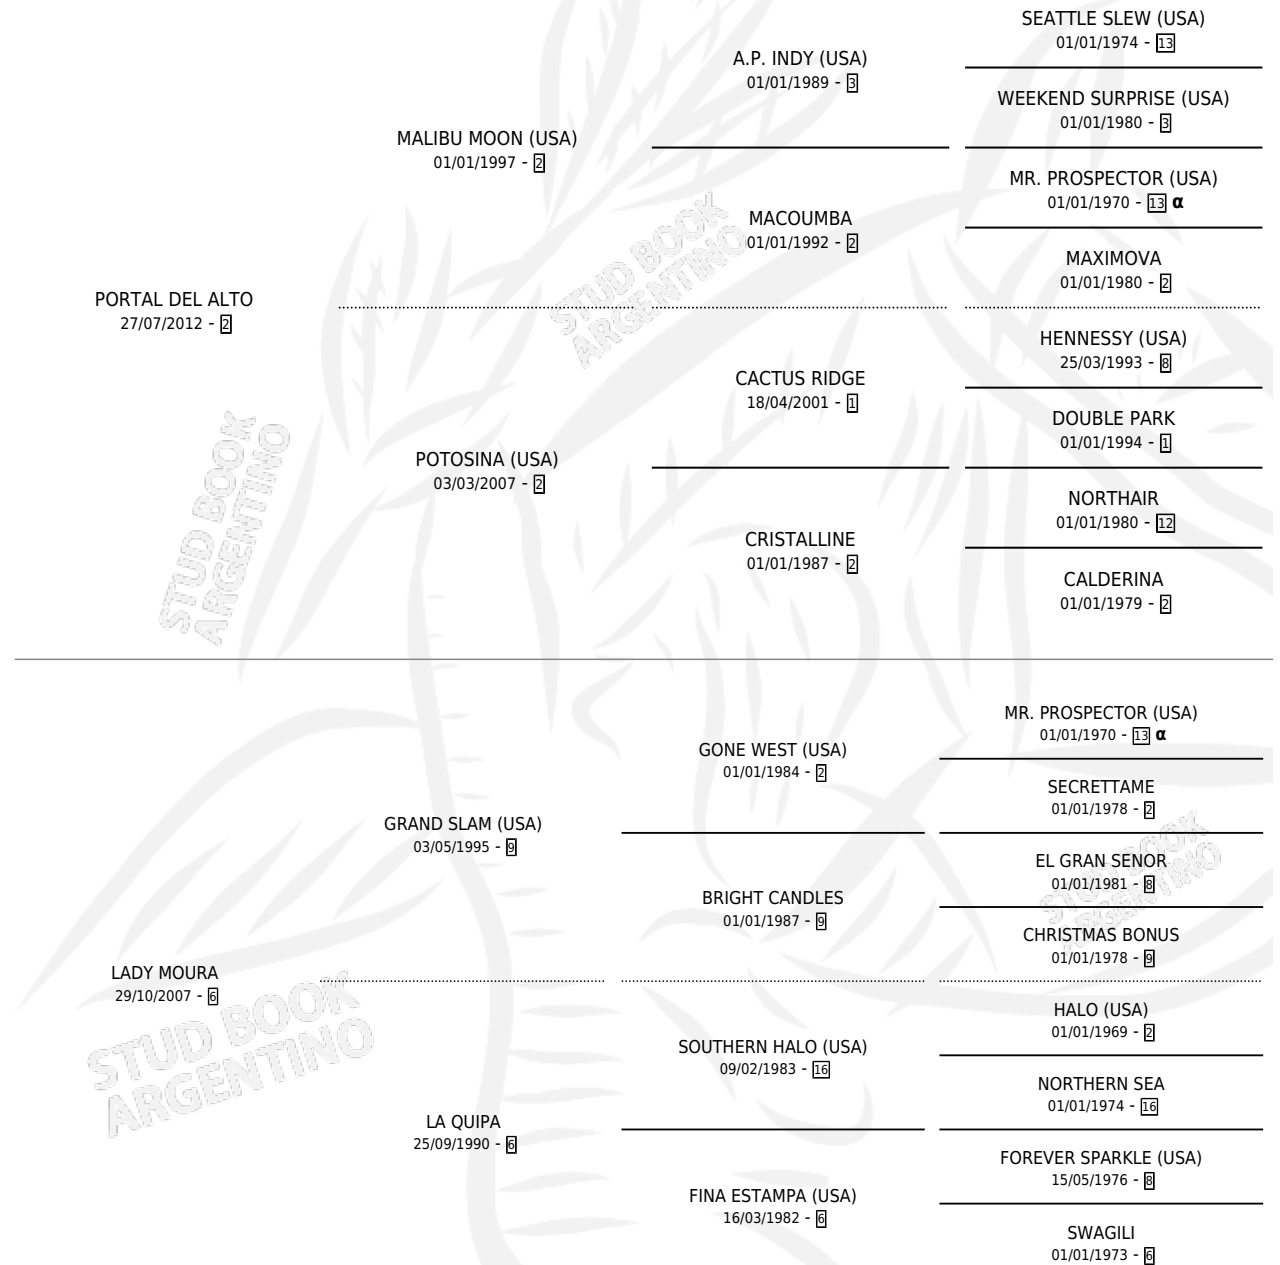 SEATTLE SLEW (USA)
01/01/1974 - 13
A.P. INDY (USA)
01/01/1989 - 3
WEEKEND SURPRISE (USA)
01/01/1980 - 3
MALIBU MOON (USA)
01/01/1997 - 2
MR. PROSPECTOR (USA)
01/01/1970 - 13 α
MACOUMBA
01/01/1992 - 2
MAXIMOVA
01/01/1980 - 2
PORTAL DEL ALTO
27/07/2012 - 2
HENNESSY (USA)
25/03/1993 - 8
CACTUS RIDGE
18/04/2001 - 1
DOUBLE PARK
01/01/1994 - 1
POTOSINA (USA)
03/03/2007 - 2
NORTHAIR
01/01/1980 - 12
CRISTALLINE
01/01/1987 - 2
CALDERINA
01/01/1979 - 2
MR. PROSPECTOR (USA)
01/01/1970 - 13 α
GONE WEST (USA)
01/01/1984 - 2
SECRETTAME
01/01/1978 - 2
GRAND SLAM (USA)
03/05/1995 - 9
EL GRAN SENOR
01/01/1981 - 8
BRIGHT CANDLES
01/01/1987 - 9
CHRISTMAS BONUS
01/01/1978 - 9
LADY MOURA
29/10/2007 - 6
HALO (USA)
01/01/1969 - 2
SOUTHERN HALO (USA)
09/02/1983 - 16
NORTHERN SEA
01/01/1974 - 16
LA QUIPA
25/09/1990 - 6
FOREVER SPARKLE (USA)
15/05/1976 - 8
FINA ESTAMPA (USA)
16/03/1982 - 6
SWAGILI
01/01/1973 - 6
STUD BOOK
ARGENTINO
STUD BOOK
ARGENTINO
STUD BOOK
ARGENTINO
STUD BOOK
ARGENTINO